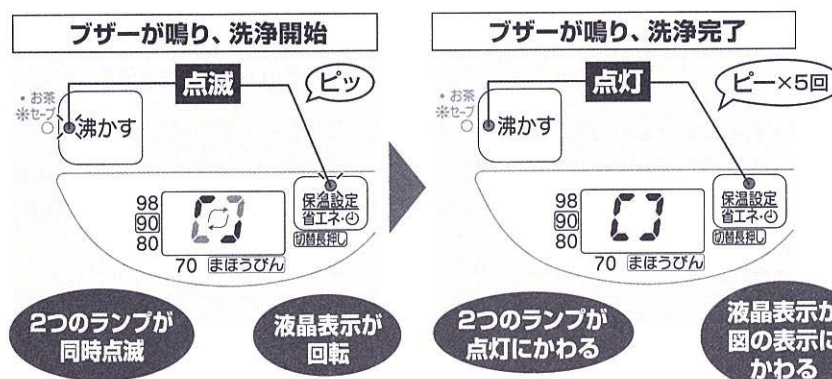 ブザーが鳴り、洗浄開始
点滅
ピッ
・お茶
※セーブ
沸かす
98
90
80
70 まほうびん
保温設定
省エネ・
切替長押し
2つのランプが
同時点滅
液晶表示が
回転
ブザーが鳴り、洗浄完了
点灯
ピー×5回
・お茶
※セーブ
沸かす
98
90
80
70 まほうびん
保温設定
省エネ・
切替長押し
2つのランプが
点灯にかわる
液晶表示が
図の表示に
かわる